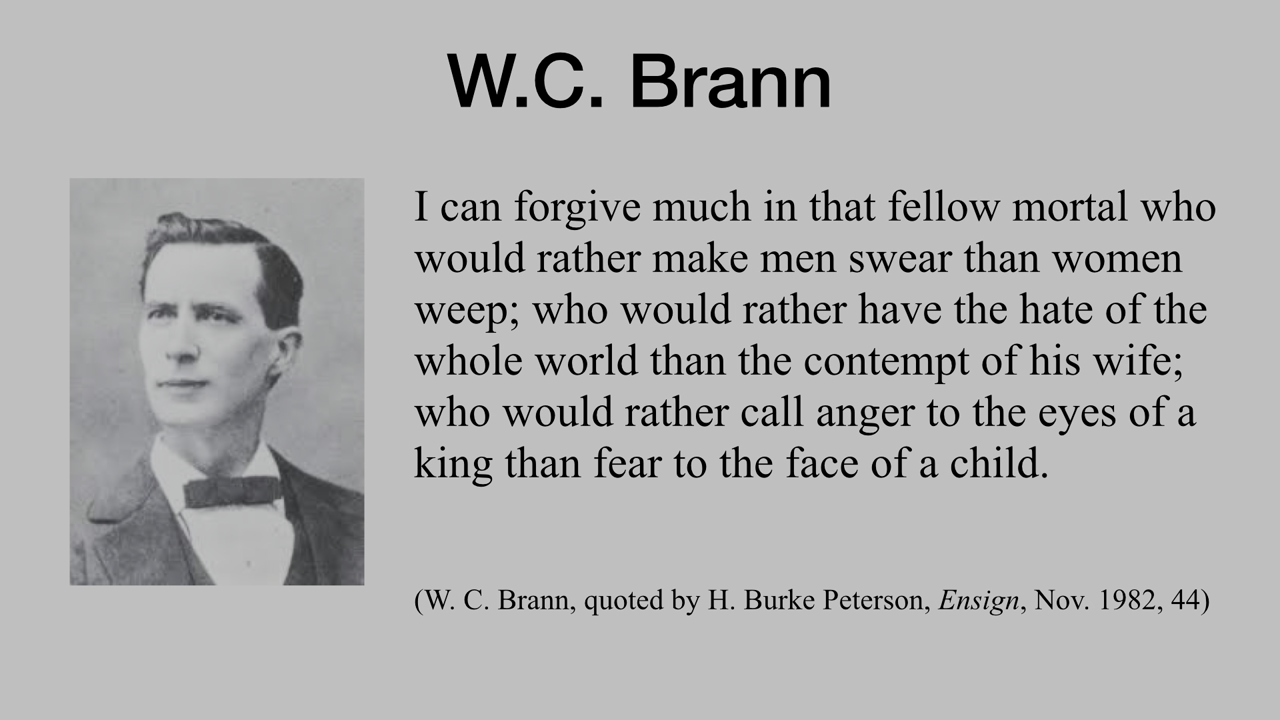 W.C. Brann
I can forgive much in that fellow mortal who
would rather make men swear than women
weep; who would rather have the hate of the
whole world than the contempt of his wife;
who would rather call anger to the eyes of a
king than fear to the face of a child.
(W. C. Brann, quoted by H. Burke Peterson, Ensign, Nov. 1982, 44)